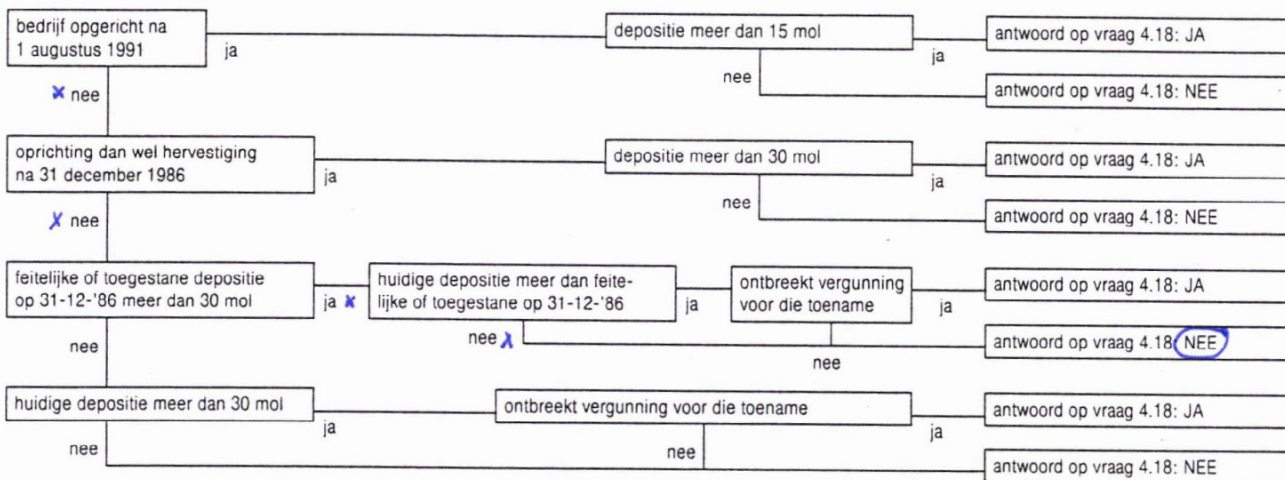 bedrijf opgericht na
1 augustus 1991
ja
depositie meer dan 15 mol
ja
antwoord op vraag 4.18: JA
nee
antwoord op vraag 4.18: NEE
x nee
oprichting dan wel hervestiging
na 31 december 1986
ja
depositie meer dan 30 mol
ja
antwoord op vraag 4.18: JA
nee
antwoord op vraag 4.18: NEE
x nee
feitelijke of toegestane depositie
op 31-12-'86 meer dan 30 mol
ja x
huidige depositie meer dan feite-
lijke of toegestane op 31-12-'86
ja
ontbreekt vergunning
voor die toename
ja
antwoord op vraag 4.18: JA
nee x
nee
antwoord op vraag 4.18: NEE
nee
huidige depositie meer dan 30 mol
ja
ontbreekt vergunning voor die toename
ja
antwoord op vraag 4.18: JA
nee
nee
antwoord op vraag 4.18: NEE